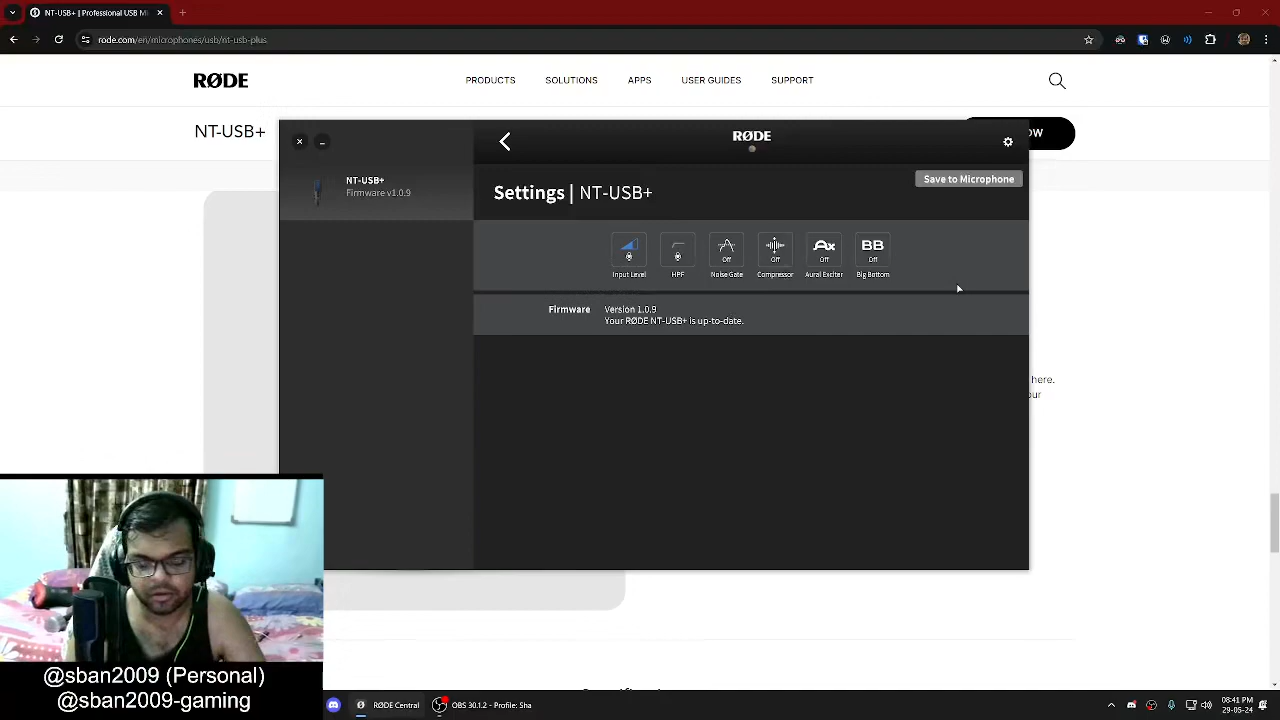 NT-USB+ | Professional USB Mi
rode.com/en/microphones/usb/nt-usb-plus
RØDE
PRODUCTS
SOLUTIONS
APPS
USER GUIDES
SUPPORT
NT-USB+
OW
RØDE
NT-USB+
Firmware v1.0.9
Save to Microphone
Settings | NT-USB+
Off
Ax
Off
Off
BB
Off
Input Level
HPF
Noise Gate
Compressor
Aural Exciter
Big Bottom
Firmware
Version 1.0.9
Your RØDE NT-USB+ is up-to-date.
here.
our
@sban2009 (Personal)
@sban2009-gaming
RØDE Central
OBS 30.1.2 - Profile: Sha
08:41 PM
29-05-24